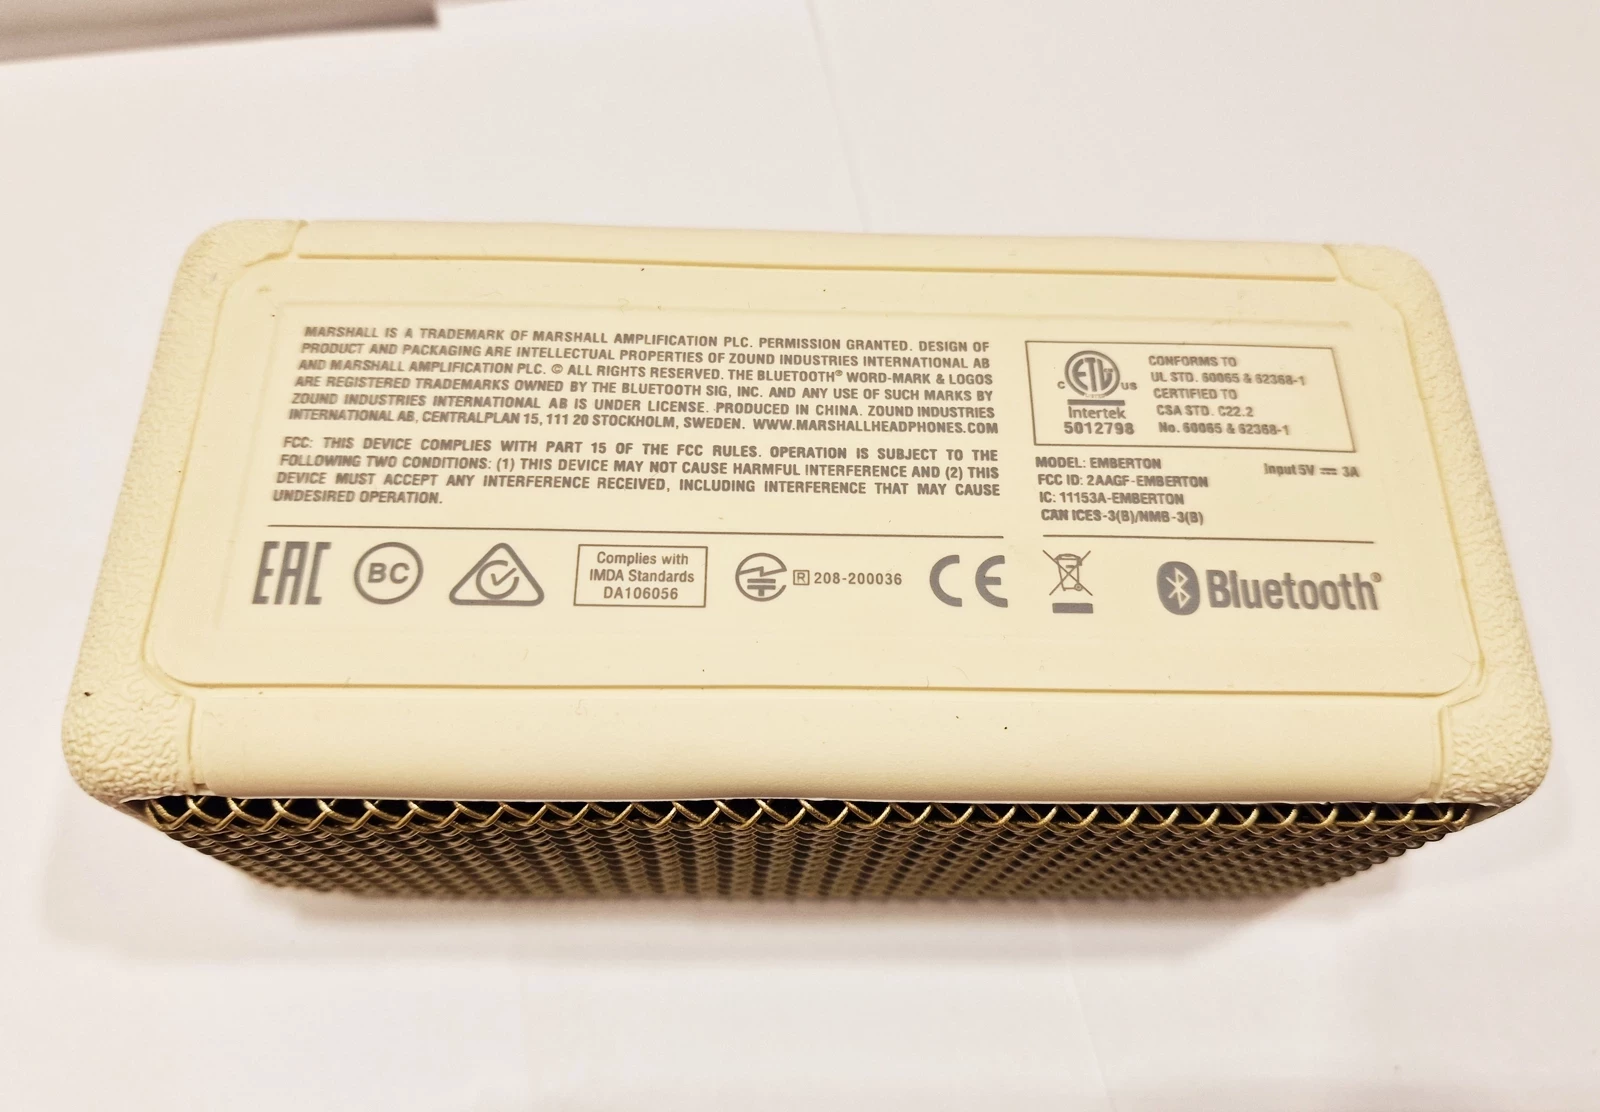 MARSHALL IS A TRADEMARK OF MARSHALL AMPLIFICATION PLC. PERMISSION GRANTED. DESIGN OF
PRODUCT AND PACKAGING ARE INTELLECTUAL PROPERTIES OF ZOUND INDUSTRIES INTERNATIONAL AB
AND MARSHALL AMPLIFICATION PLC. © ALL RIGHTS RESERVED. THE BLUETOOTH® WORD-MARK & LOGOS
ARE REGISTERED TRADEMARKS OWNED BY THE BLUETOOTH SIG, INC. AND ANY USE OF SUCH MARKS BY
ZOUND INDUSTRIES INTERNATIONAL AB IS UNDER LICENSE. PRODUCED IN CHINA. ZOUND INDUSTRIES
INTERNATIONAL AB, CENTRALPLAN 15, 111 20 STOCKHOLM, SWEDEN. WWW.MARSHALLHEADPHONES.COM
FCC: THIS DEVICE COMPLIES WITH PART 15 OF THE FCC RULES. OPERATION IS SUBJECT TO THE
FOLLOWING TWO CONDITIONS: (1) THIS DEVICE MAY NOT CAUSE HARMFUL INTERFERENCE AND (2) THIS
DEVICE MUST ACCEPT ANY INTERFERENCE RECEIVED, INCLUDING INTERFERENCE THAT MAY CAUSE
UNDESIRED OPERATION.
C ETL US
Intertek
5012798
CONFORMS TO
UL STD. 60065 & 62368-1
CERTIFIED TO
CSA STD. C22.2
No. 60065 & 62368-1
MODEL: EMBERTON
FCC ID: 2AAGF-EMBERTON
IC: 11153A-EMBERTON
CAN ICES-3(B)/NMB-3(B)
Input 5V ⎓ 3A
EAC
BC
Complies with
IMDA Standards
DA106056
R 208-200036
CE
Bluetooth®